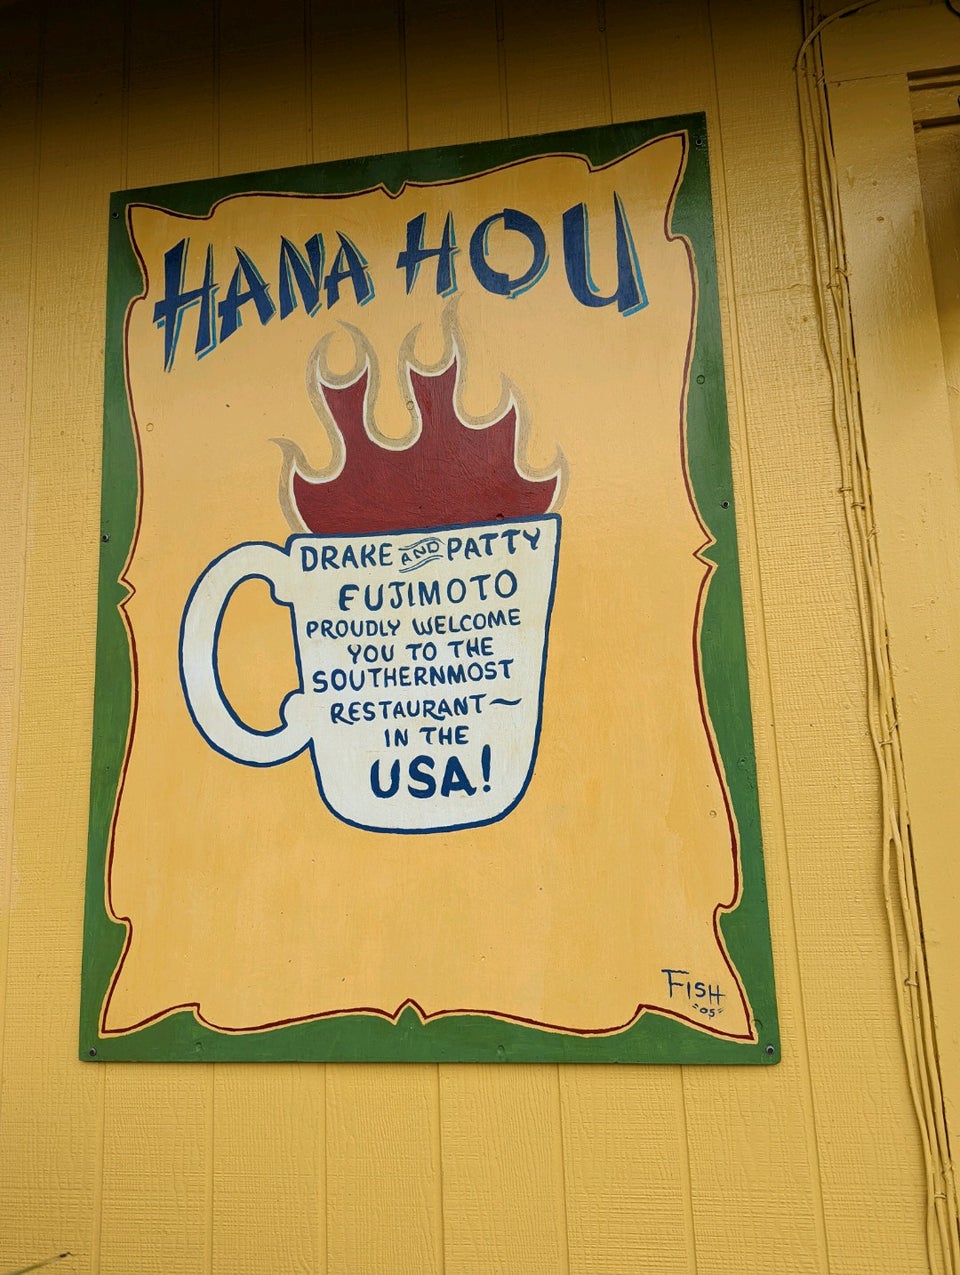 HANA HOU
DRAKE AND PATTY
FUJIMOTO
PROUDLY WELCOME
YOU TO THE
SOUTHERNMOST
RESTAURANT~
IN THE
USA!
FISH
"05"